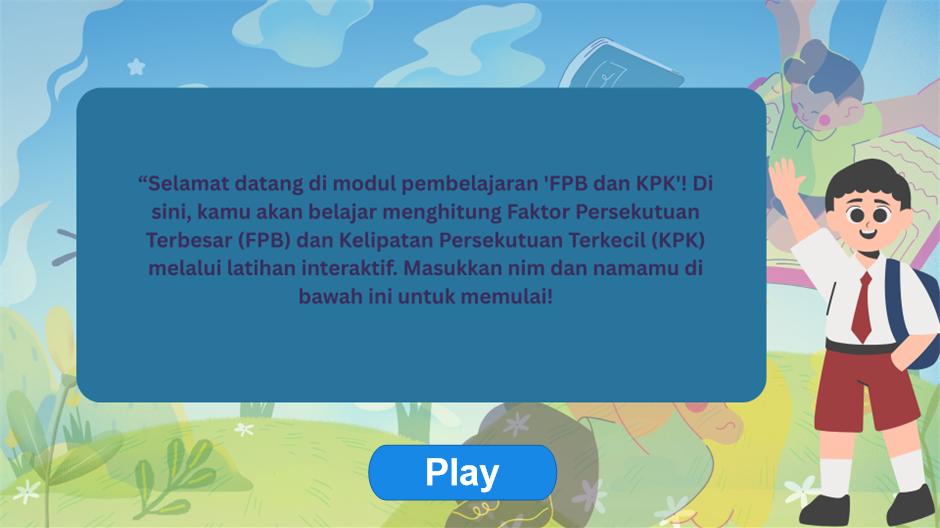 “Selamat datang di modul pembelajaran 'FPB dan KPK'! Di
sini, kamu akan belajar menghitung Faktor Persekutuan
Terbesar (FPB) dan Kelipatan Persekutuan Terkecil (KPK)
melalui latihan interaktif. Masukkan nim dan namamu di
bawah ini untuk memulai!
Play